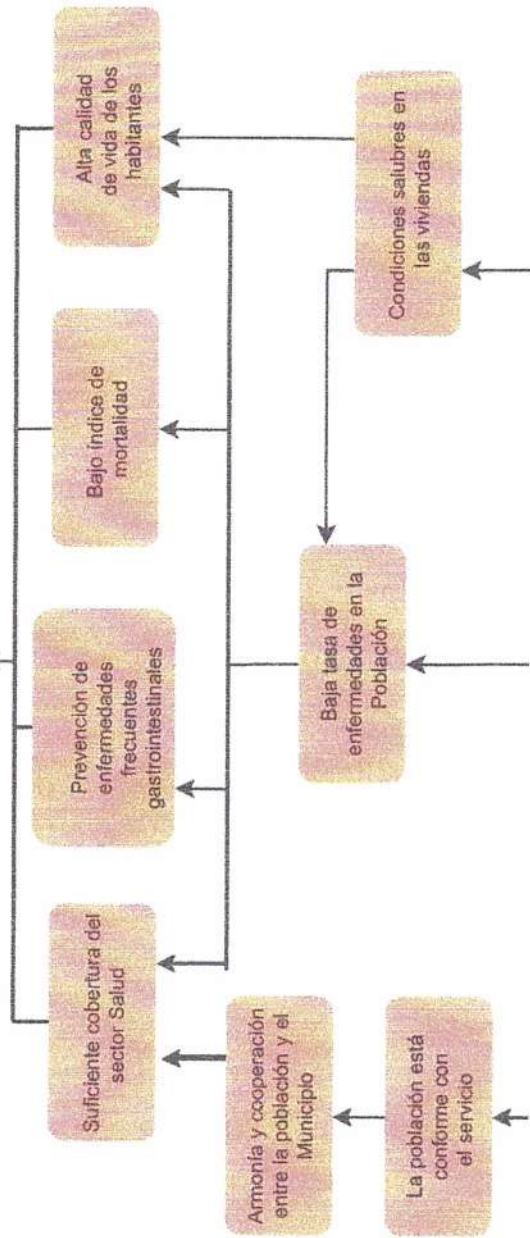 Suficiente cobertura del
sector Salud
Prevención de
enfermedades
frecuentes
gastrointestinales
Bajo índice de
mortalidad
Alta calidad
de vida de los
habitantes
Armonía y cooperación
entre la población y el
Municipio
Baja tasa de
enfermedades en la
Población
Condiciones salubres en
las viviendas
La población está
conforme con
el servicio